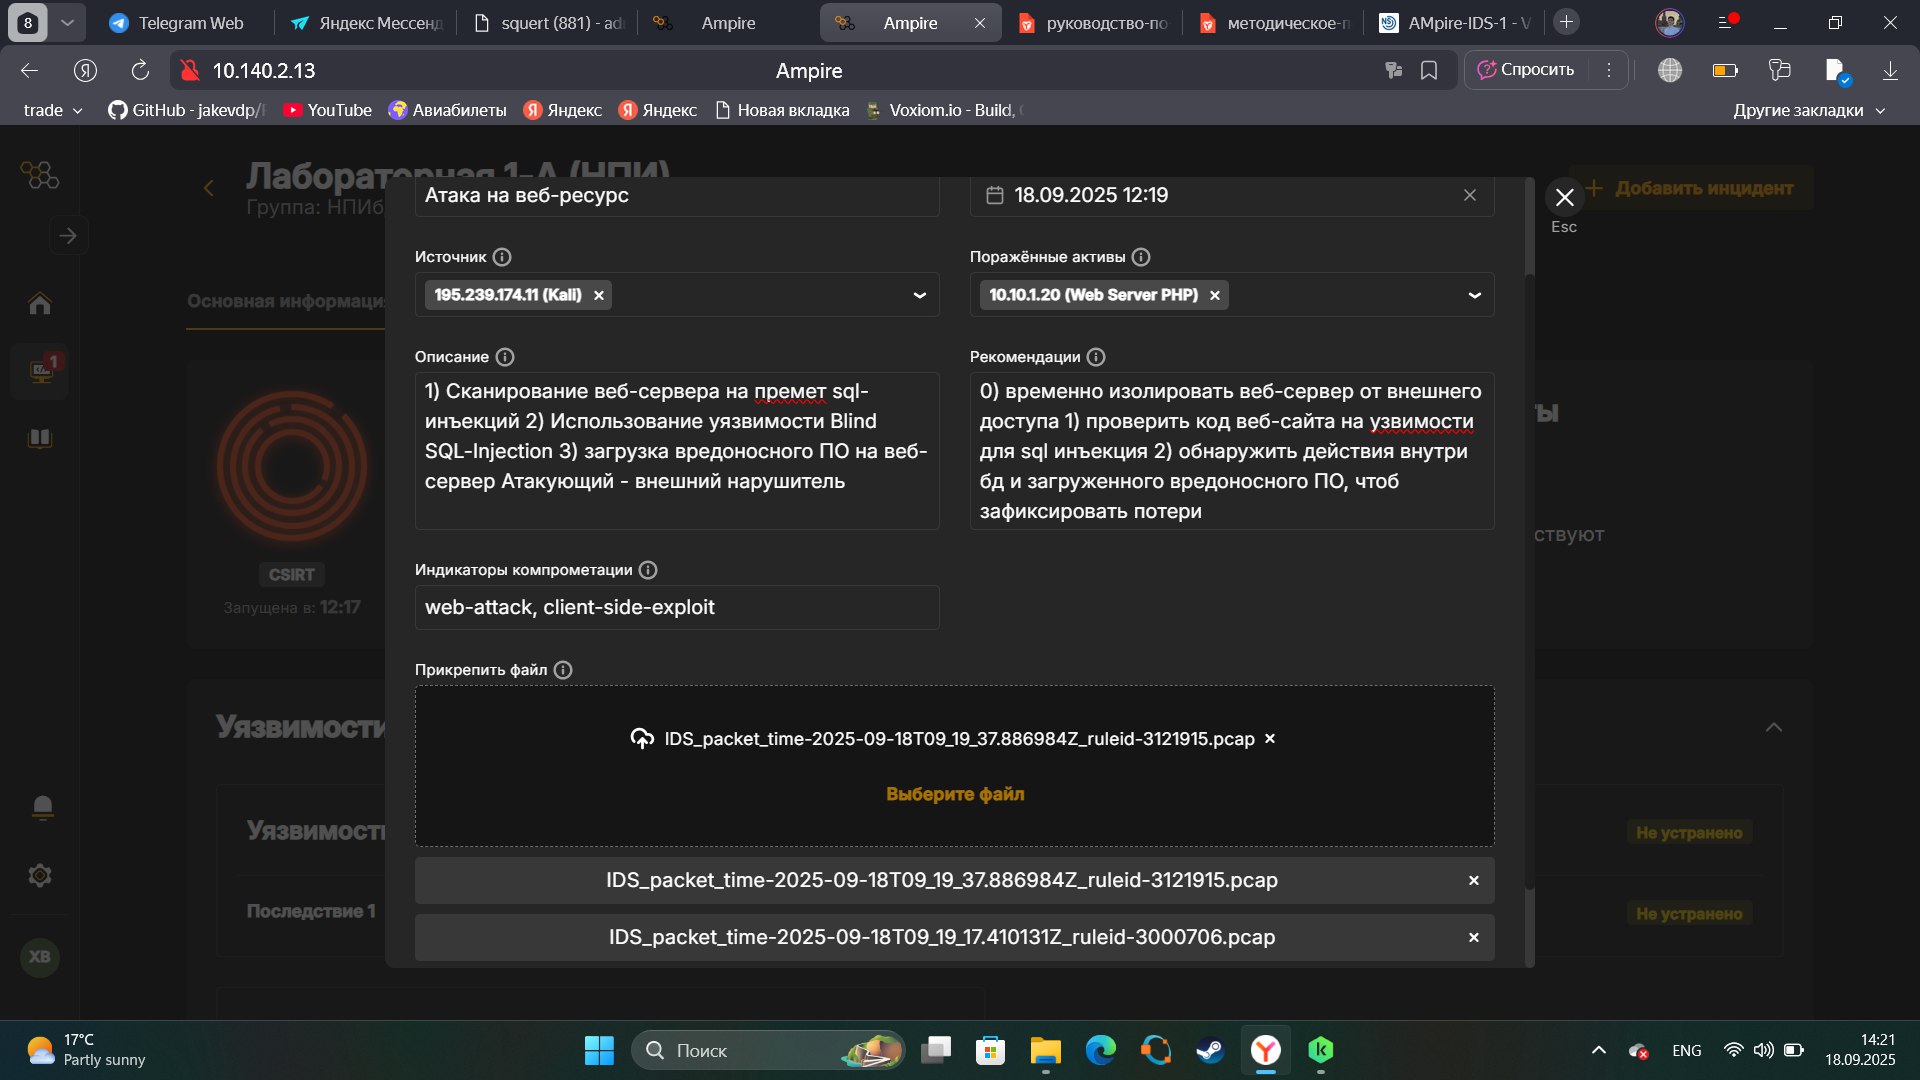 8
Telegram Web
Яндекс Мессенд
squert (881) - ad
Ampire
Ampire
руководство-по
методическое-п
AMpire-IDS-1 - V
10.140.2.13
Ampire
Спросить
trade
GitHub - jakevdp/
YouTube
Авиабилеты
Яндекс
Яндекс
Новая вкладка
Voxiom.io - Build,
Другие закладки
Лабораторная 1-А (НПИ)
Группа: НПИб
Добавить инцидент
Esc
Основная информация
Атака на веб-ресурс
18.09.2025 12:19
Источник
Поражённые активы
195.239.174.11 (Kali)
10.10.1.20 (Web Server PHP)
Описание
Рекомендации
1) Сканирование веб-сервера на премет sql-
инъекций 2) Использование уязвимости Blind
SQL-Injection 3) загрузка вредоносного ПО на веб-
сервер Атакующий - внешний нарушитель
0) временно изолировать веб-сервер от внешнего
доступа 1) проверить код веб-сайта на узвимости
для sql инъекция 2) обнаружить действия внутри
бд и загруженного вредоносного ПО, чтоб
зафиксировать потери
1
ты
ствуют
CSIRT
Запущена в: 12:17
Индикаторы компрометации
web-attack, client-side-exploit
Прикрепить файл
IDS_packet_time-2025-09-18T09_19_37.886984Z_ruleid-3121915.pcap
Выберите файл
IDS_packet_time-2025-09-18T09_19_37.886984Z_ruleid-3121915.pcap
IDS_packet_time-2025-09-18T09_19_17.410131Z_ruleid-3000706.pcap
Уязвимости
Уязвимость
Не устранено
Последствие 1
Не устранено
ХВ
17°C
Partly sunny
Поиск
ENG
14:21
18.09.2025